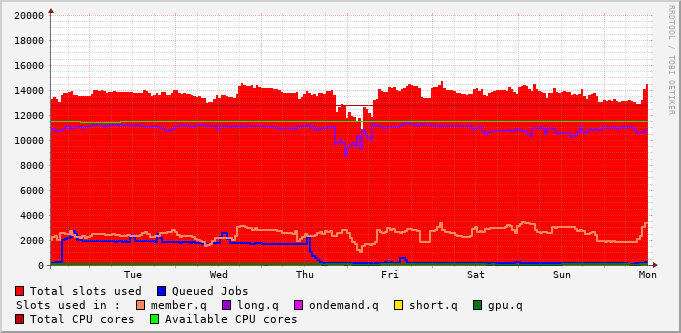 20000
18000
16000
14000
12000
10000
8000
6000
4000
2000
0
Tue Wed Thu Fri Sat Sun Mon
RRDTOOL / TOBI OETIKER
Total slots used Queued Jobs
Slots used in : member.q long.q ondemand.q short.q gpu.q
Total CPU cores Available CPU cores